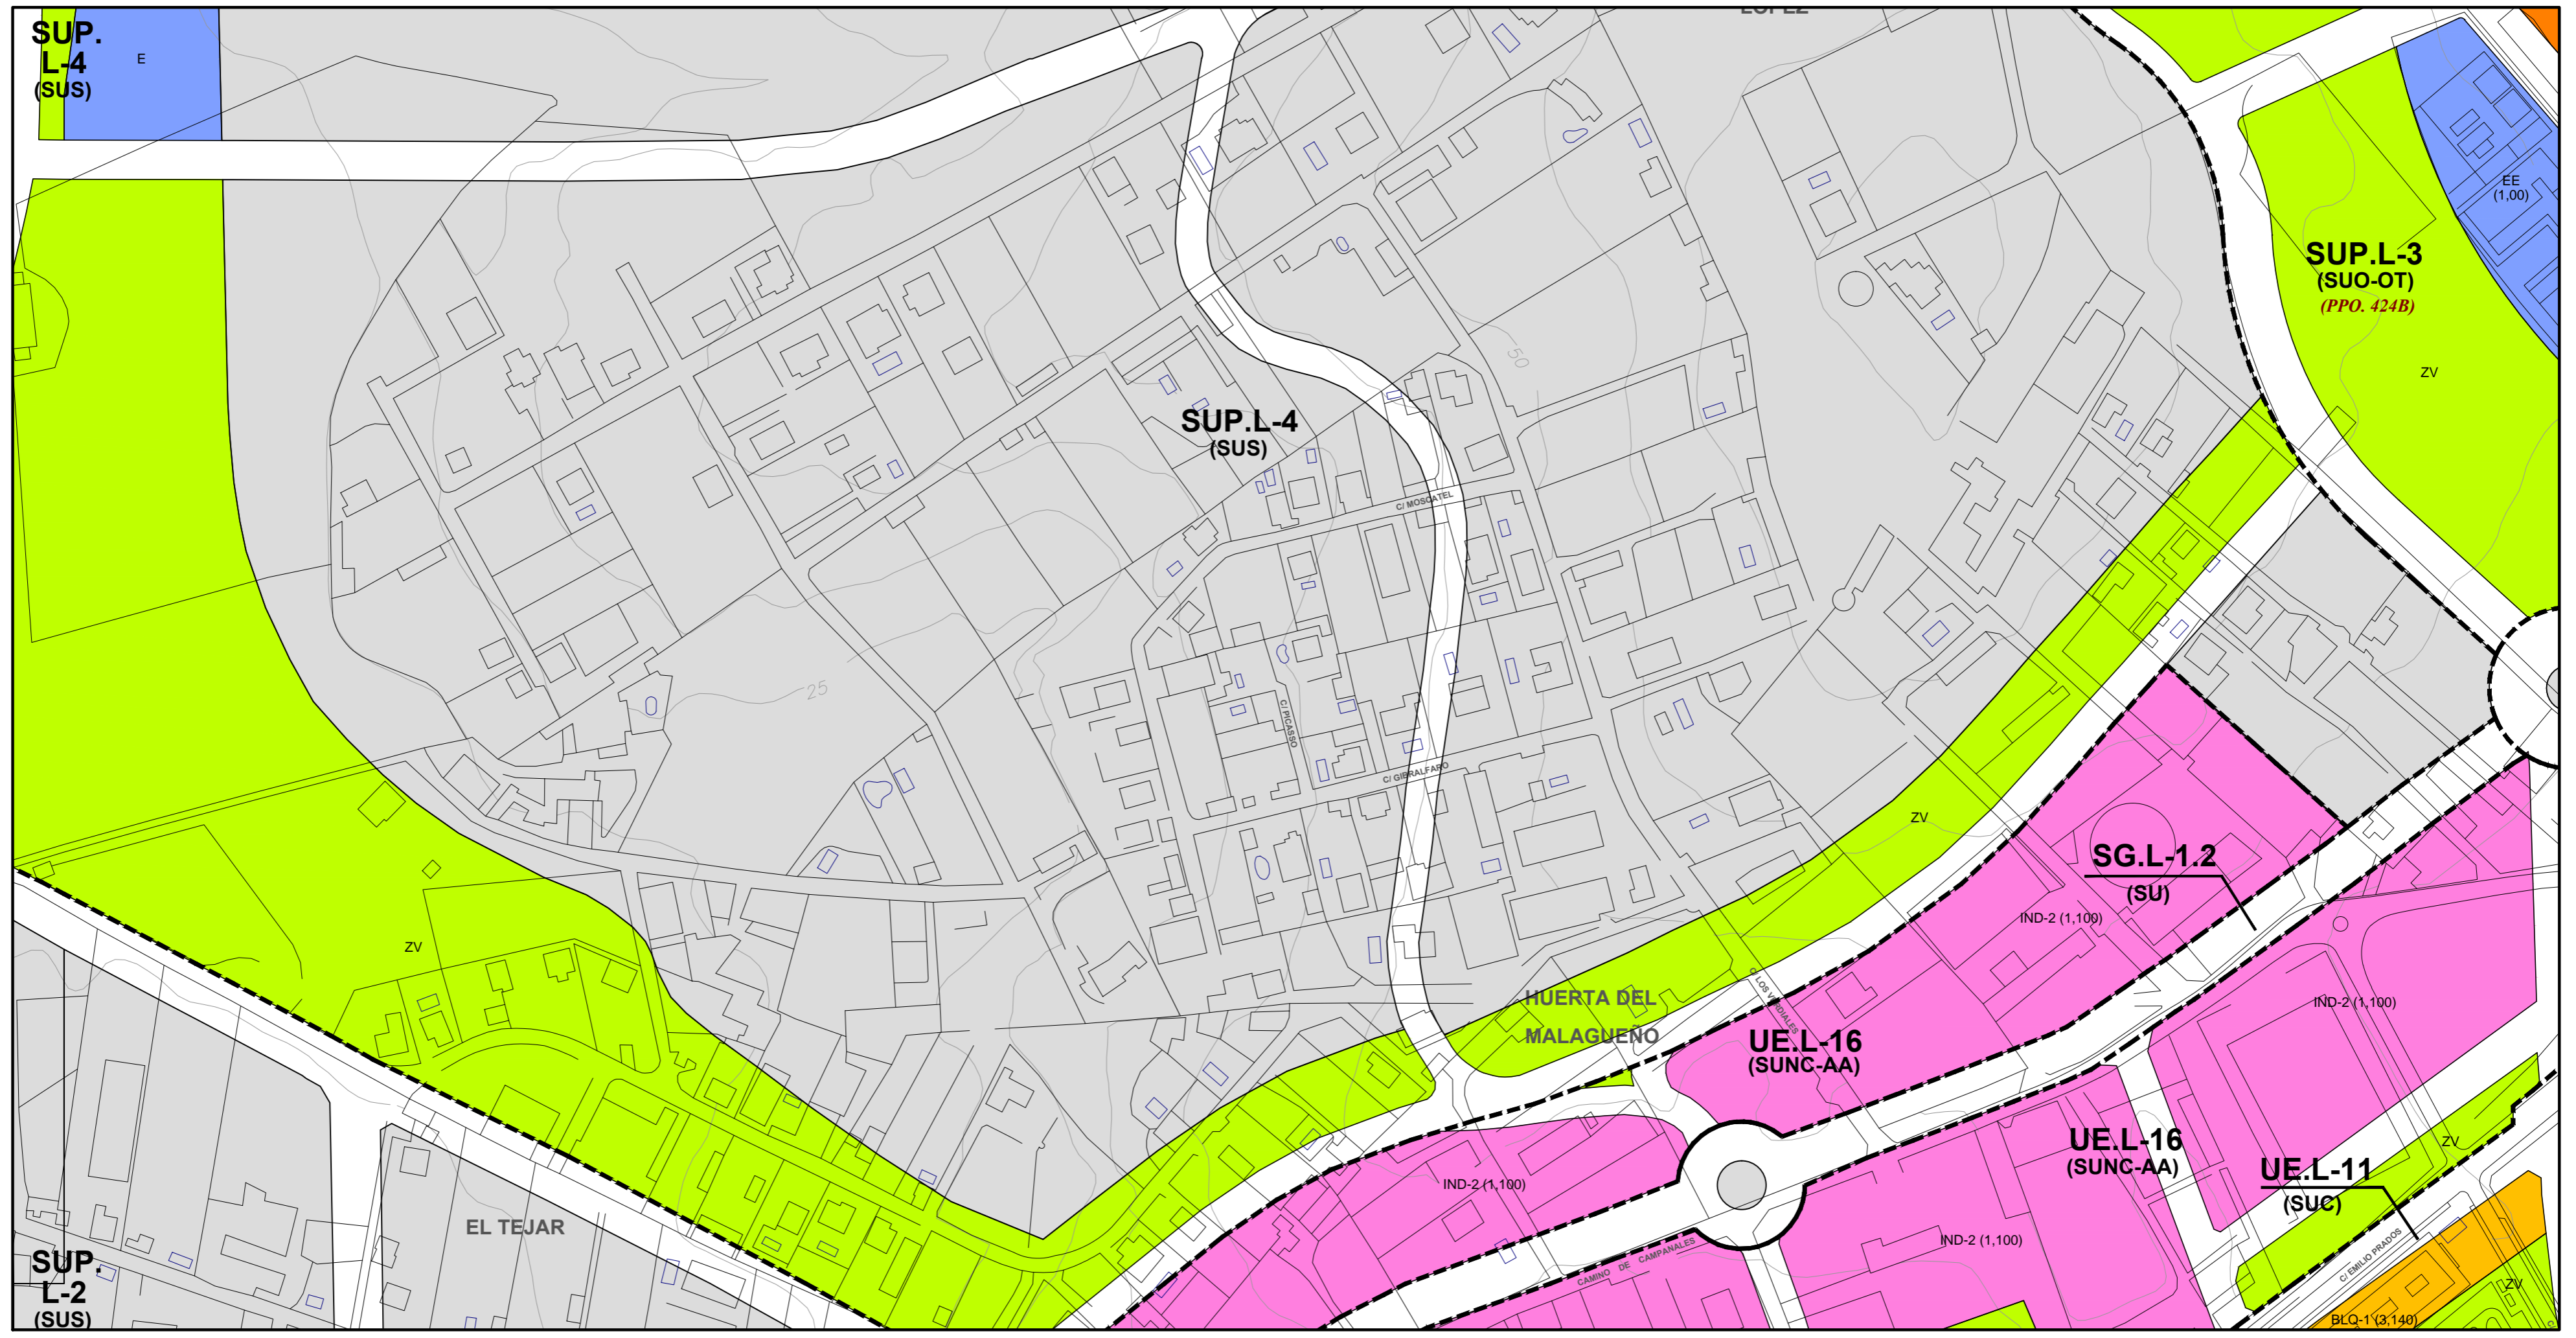 LOPEZ
SUP.
L-4
(SUS)
E
EE
(1,00)
SUP.L-3
(SUO-OT)
(PPO. 424B)
ZV
50
SUP.L-4
(SUS)
C/ MOSCATEL
25
C/ PICASSO
C/ GIBRALFARO
ZV
SG.L-1.2
(SU)
IND-2 (1,100)
ZV
IND-2 (1,100)
HUERTA DEL
MALAGUEÑO
C/ LOS VERDIALES
UE.L-16
(SUNC-AA)
UE.L-16
(SUNC-AA)
ZV
UE.L-11
(SUC)
IND-2 (1,100)
EL TEJAR
IND-2 (1,100)
CAMINO DE CAMPANALES
C/ EMILIO PRADOS
SUP.
L-2
(SUS)
ZV
BLQ-1 (3,140)